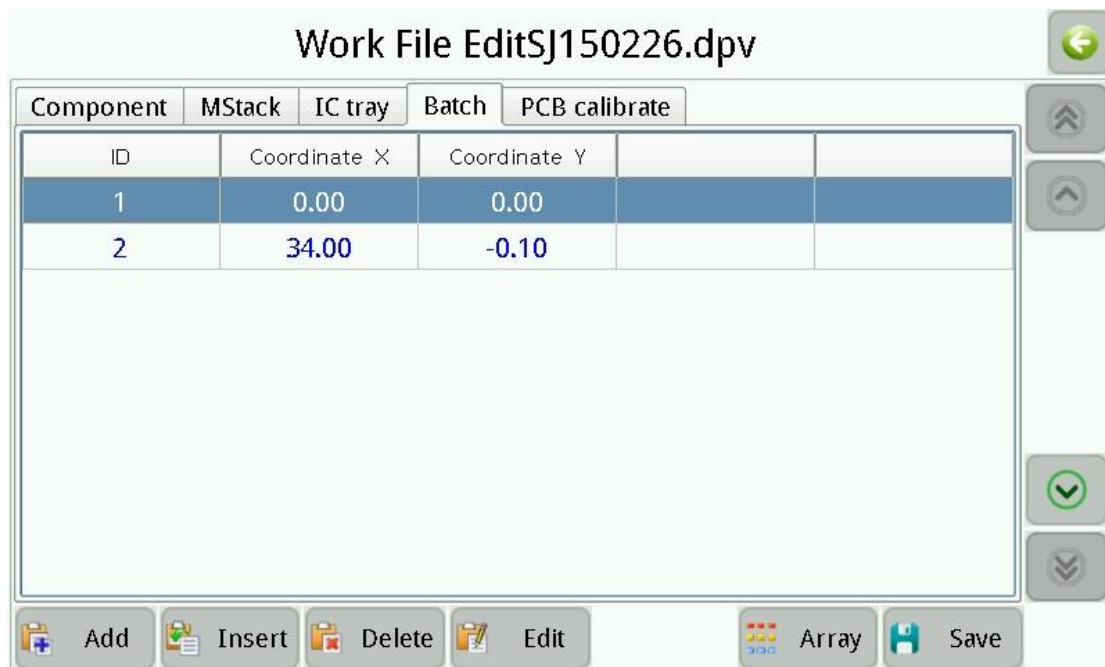 Work File EditSJ150226.dpv
Component MStack IC tray Batch PCB calibrate
ID Coordinate X Coordinate Y
1 0.00 0.00
2 34.00 -0.10
Add Insert Delete Edit Array Save